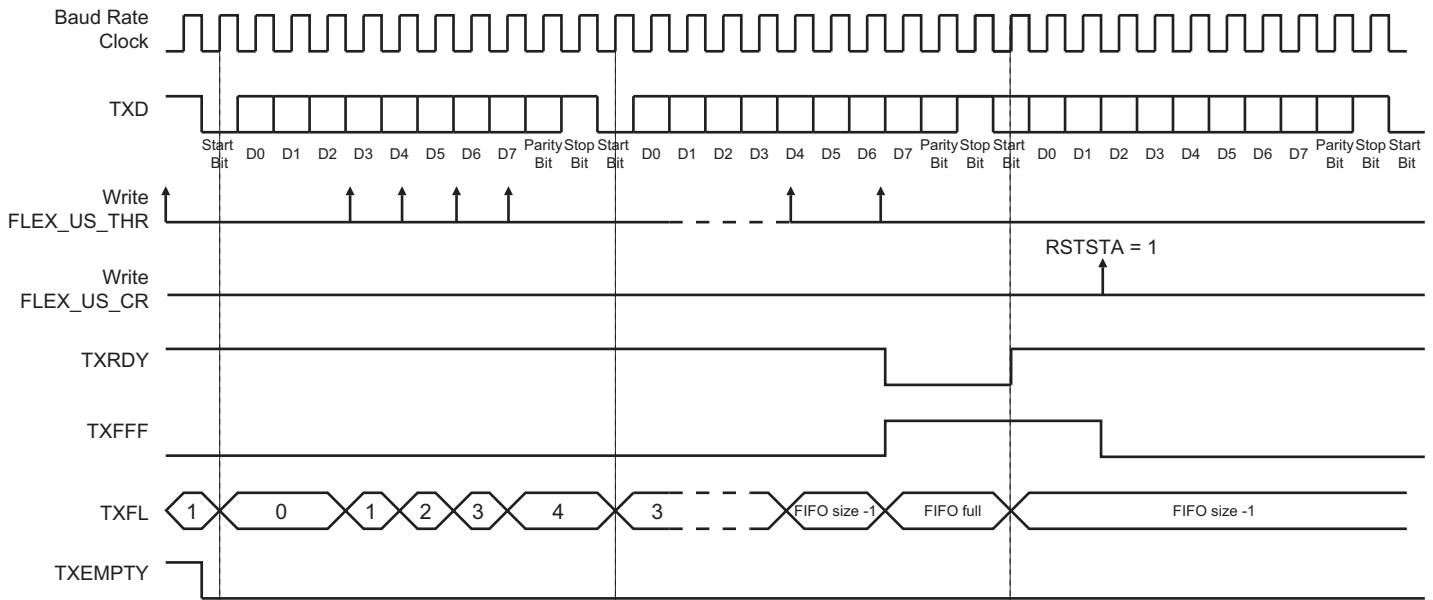 Baud Rate
Clock
TXD
Start
Bit
D0 D1 D2 D3 D4 D5 D6 D7
Parity
Bit
Stop
Bit
Start
Bit
D0 D1 D2 D3 D4 D5 D6 D7
Parity
Bit
Stop
Bit
Start
Bit
D0 D1 D2 D3 D4 D5 D6 D7
Parity
Bit
Stop
Bit
Start
Bit
Write
FLEX_US_THR
RSTSTA = 1
Write
FLEX_US_CR
TXRDY
TXFFF
TXFL 1 0 1 2 3 4 3 FIFO size -1 FIFO full FIFO size -1
TXEMPTY